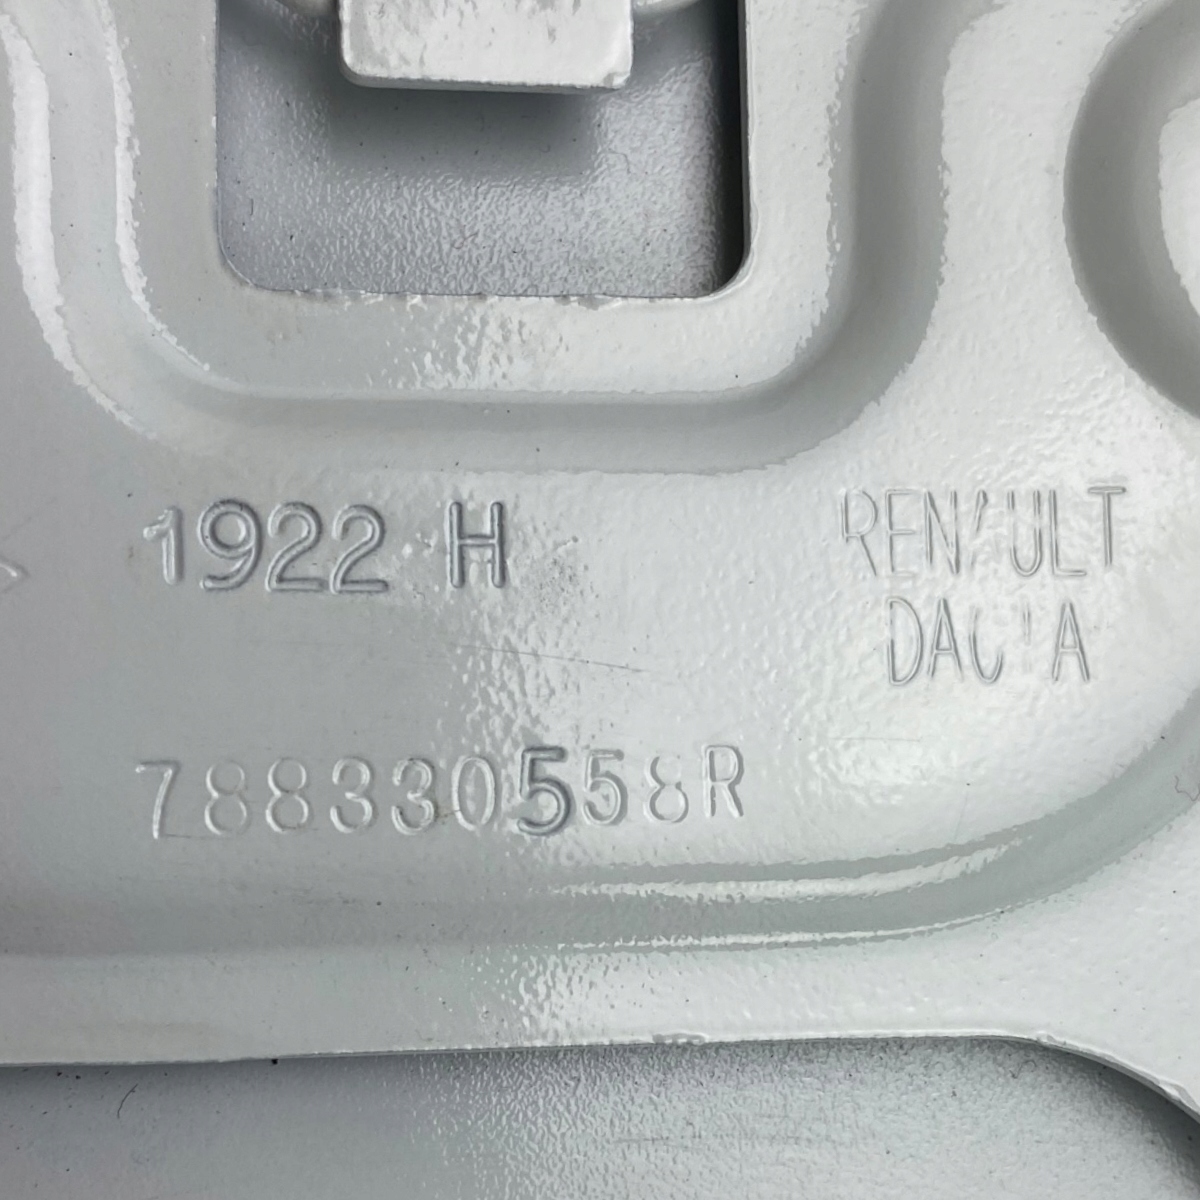 1922 H
RENAULT
DACIA
788330558R